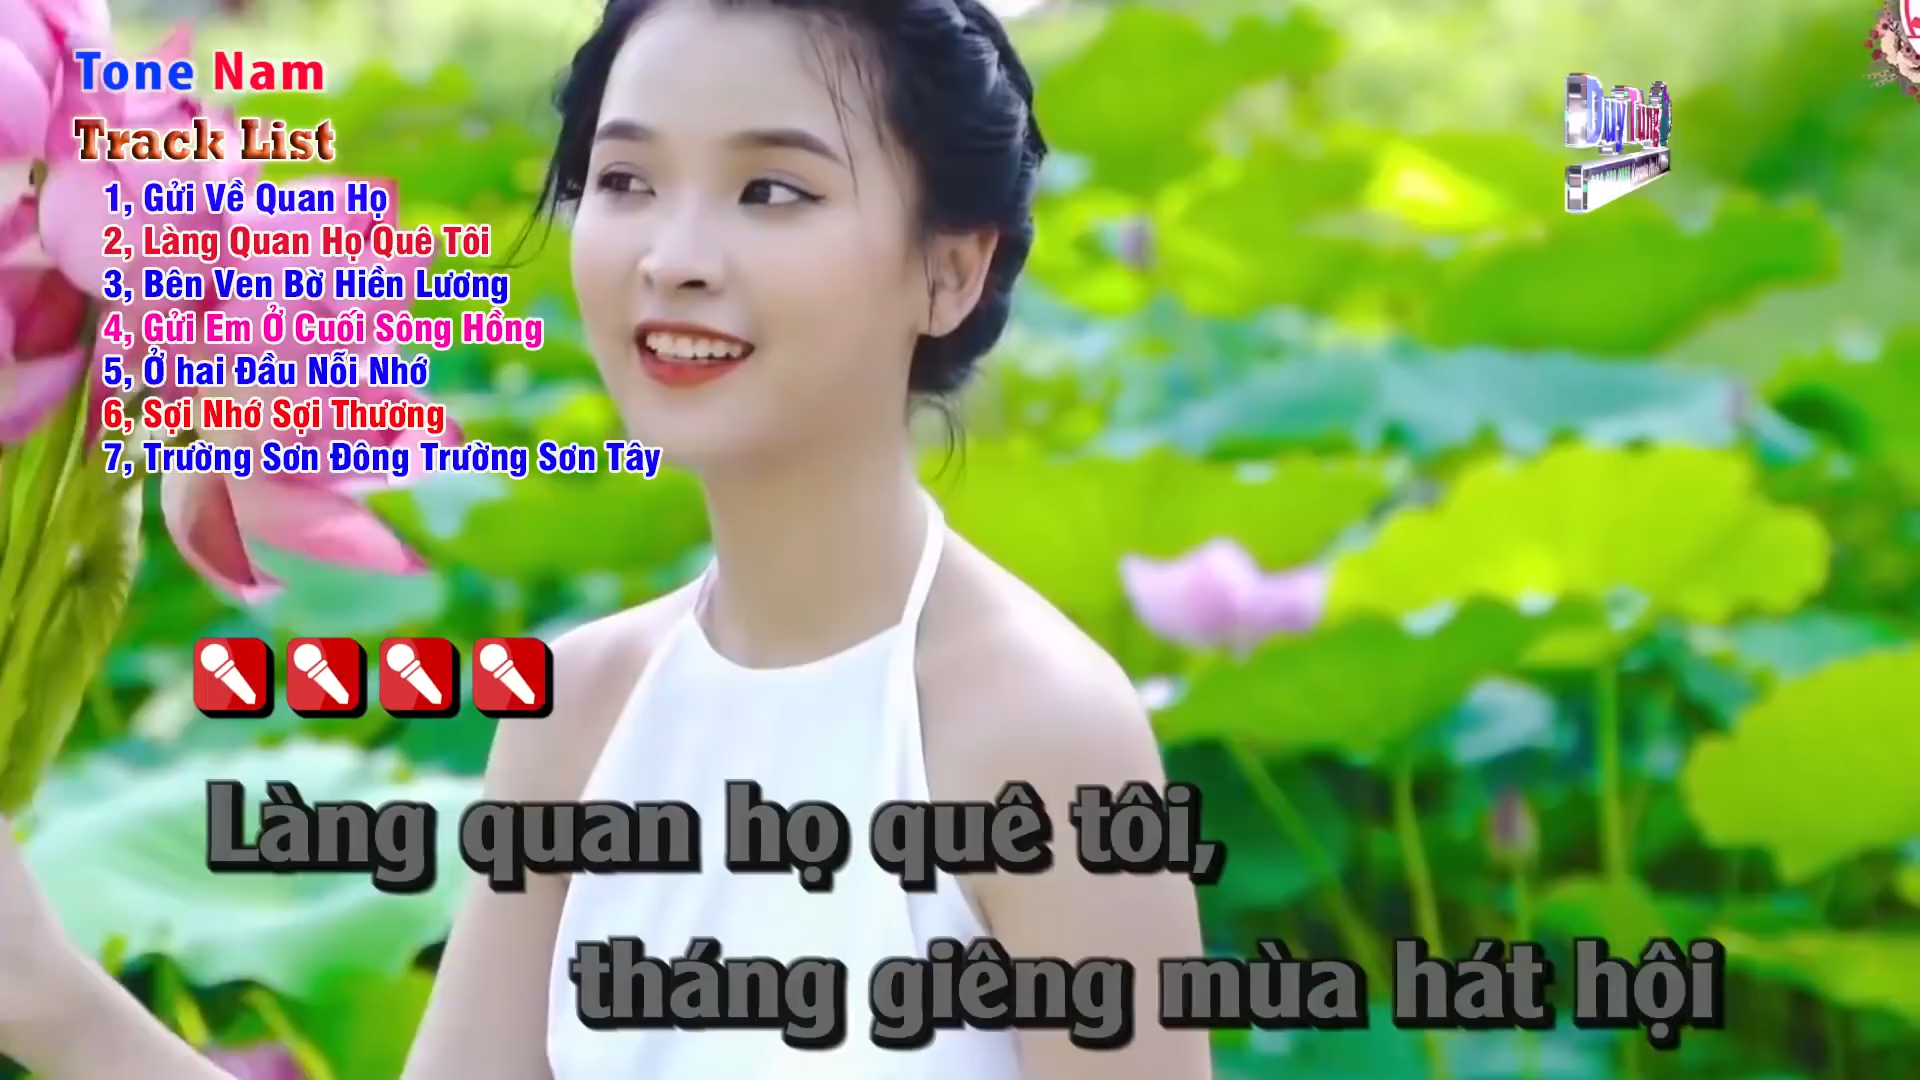 Tone Nam
Track List
1, Gửi Về Quan Họ
2, Làng Quan Họ Quê Tôi
3, Bên Ven Bờ Hiền Lương
4, Gửi Em Ở Cuối Sông Hồng
5, Ở hai Đầu Nỗi Nhớ
6, Sợi Nhớ Sợi Thương
7, Trường Sơn Đông Trường Sơn Tây
Duy Tùng
Làng quan họ quê tôi,
tháng giêng mùa hát hội